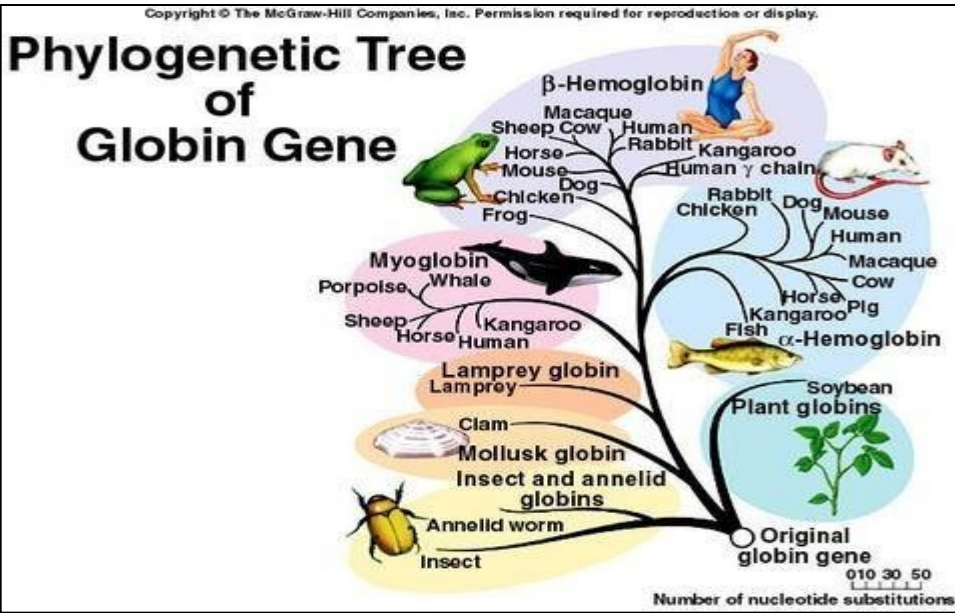 Copyright © The McGraw-Hill Companies, Inc. Permission required for reproduction or display.
Phylogenetic Tree
of
Globin Gene
β-Hemoglobin
Macaque
Sheep Cow
Human
Horse
Rabbit
Mouse
Kangaroo
Dog
Human γ chain
Chicken
Frog
Rabbit
Chicken
Dog
Mouse
Human
Macaque
Cow
Horse
Pig
Kangaroo
Fish
α-Hemoglobin
Myoglobin
Porpoise
Whale
Sheep
Horse
Human
Kangaroo
Lamprey globin
Lamprey
Clam
Mollusk globin
Insect and annelid
globins
Annelid worm
Insect
Soybean
Plant globins
Original
globin gene
0 10 30 50
Number of nucleotide substitutions